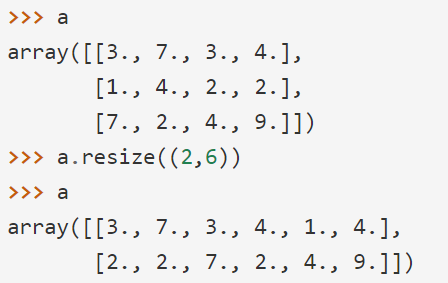 >>> a
array([[3., 7., 3., 4.],
       [1., 4., 2., 2.],
       [7., 2., 4., 9.]])
>>> a.resize((2,6))
>>> a
array([[3., 7., 3., 4., 1., 4.],
       [2., 2., 7., 2., 4., 9.]])